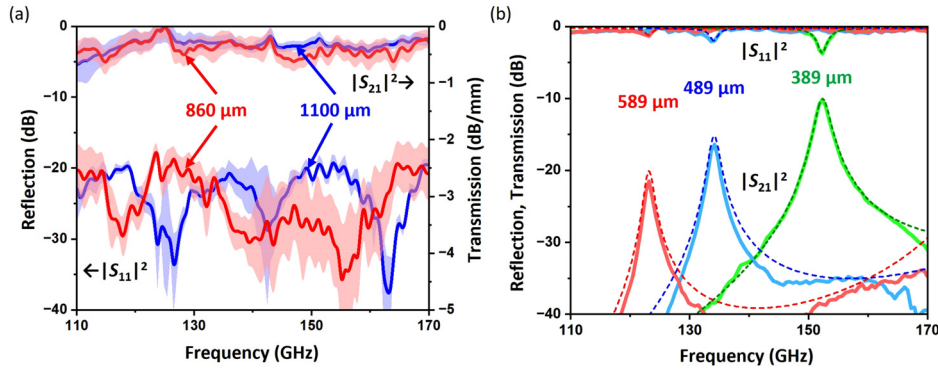 (a)
0
−10
−20
−30
−40
Reflection (dB)
110
130
150
170
Frequency (GHz)
0
−1
−2
−3
−4
−5
Transmission (dB/mm)
|S21|²→
860 μm
1100 μm
←|S11|²
(b)
0
−10
−20
−30
−40
Reflection, Transmission (dB)
110
130
150
170
Frequency (GHz)
|S11|²
589 μm
489 μm
389 μm
|S21|²